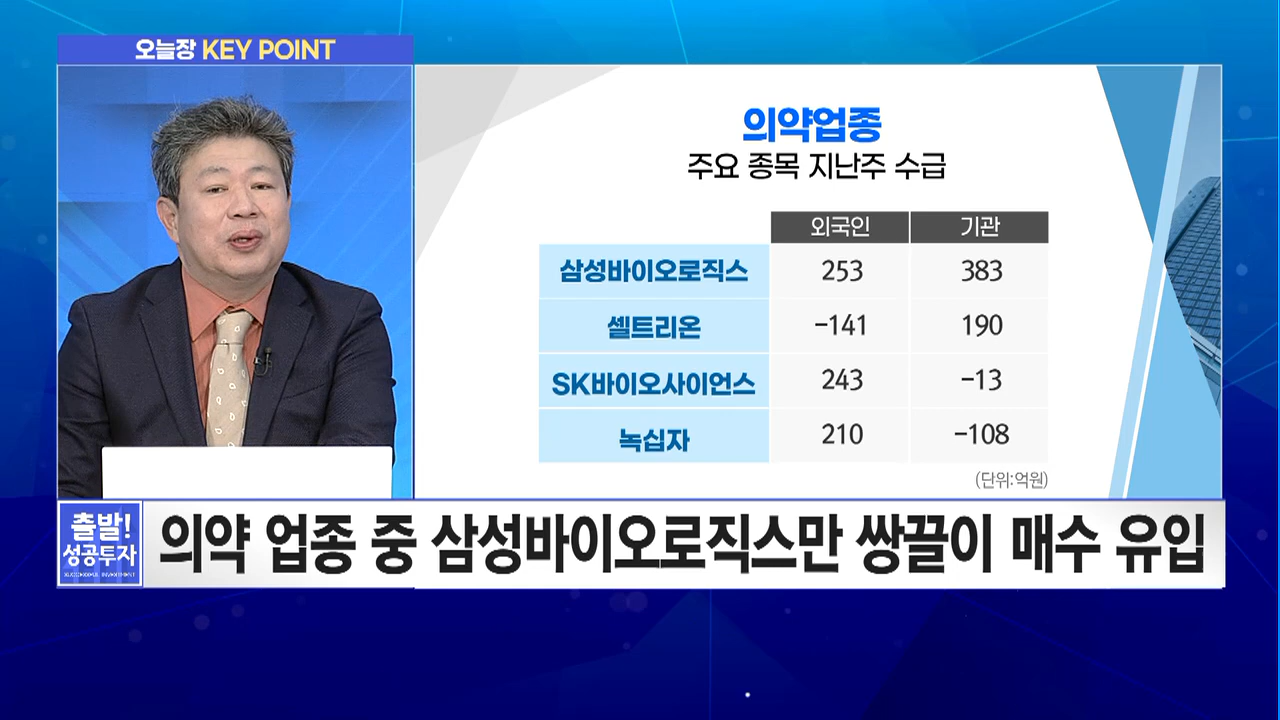 오늘장 KEY POINT
의약업종
주요 종목 지난주 수급
외국인 기관
삼성바이오로직스 253 383
셀트리온 -141 190
SK바이오사이언스 243 -13
녹십자 210 -108
(단위:억원)
출발!
성공투자
SUCCESSFUL INVESTMENT
의약 업종 중 삼성바이오로직스만 쌍끌이 매수 유입